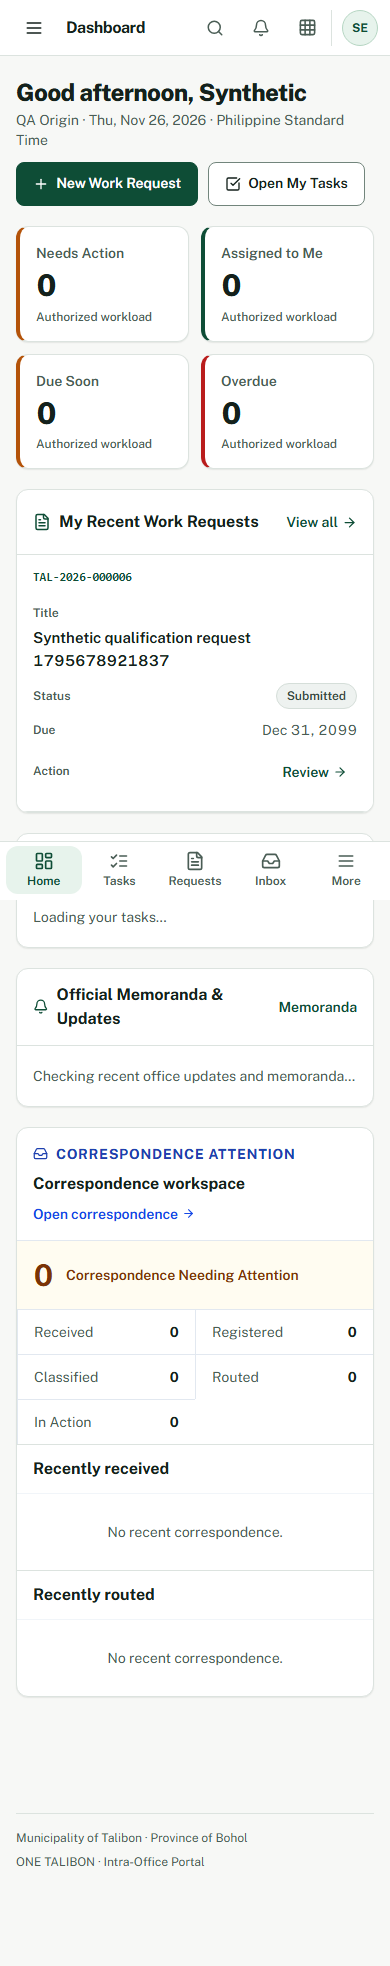 Dashboard
SE
Good afternoon, Synthetic
QA Origin · Thu, Nov 26, 2026 · Philippine Standard
Time
New Work Request
Open My Tasks
Needs Action
0
Authorized workload
Assigned to Me
0
Authorized workload
Due Soon
0
Authorized workload
Overdue
0
Authorized workload
My Recent Work Requests
View all →
TAL-2026-000006
Title
Synthetic qualification request
1795678921837
Status
Submitted
Due
Dec 31, 2099
Action
Review →
Home
Tasks
Requests
Inbox
More
Loading your tasks...
Official Memoranda &
Updates
Memoranda
Checking recent office updates and memoranda...
CORRESPONDENCE ATTENTION
Correspondence workspace
Open correspondence →
0 Correspondence Needing Attention
Received 0
Registered 0
Classified 0
Routed 0
In Action 0
Recently received
No recent correspondence.
Recently routed
No recent correspondence.
Municipality of Talibon · Province of Bohol
ONE TALIBON · Intra-Office Portal